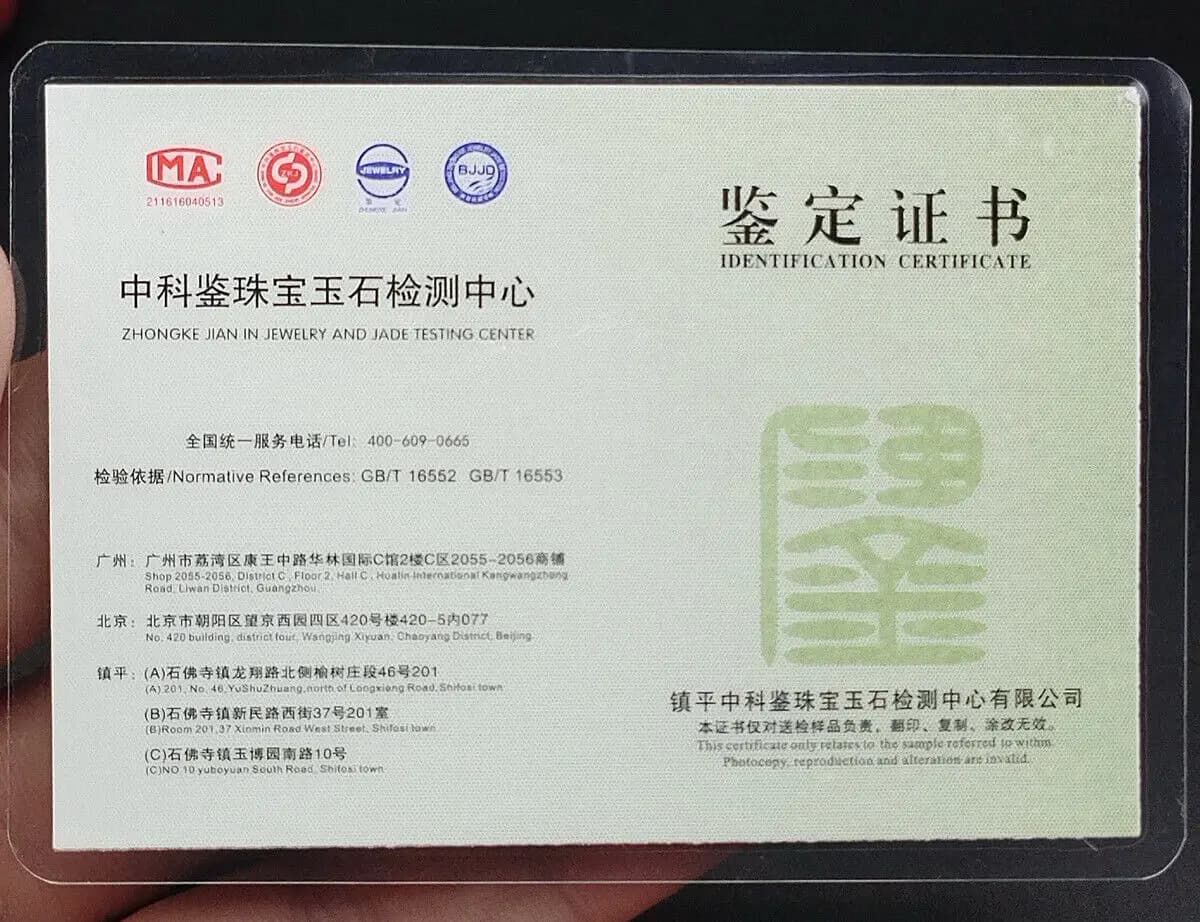 MA
211616040513
ZKJ
JEWELRY
BJJD
中科鉴珠宝玉石检测中心
ZHONGKE JIAN IN JEWELRY AND JADE TESTING CENTER
全国统一服务电话/Tel: 400-609-0665
检验依据/Normative References: GB/T 16552 GB/T 16553
广州：广州市荔湾区康王中路华林国际C馆2楼C区2055-2056商铺
Shop 2055-2056, District C , Floor 2, Hall C , Hualin International Kangwangzhong
Road, Liwan District, Guangzhou.
北京：北京市朝阳区望京西园四区420号楼420-5内077
No. 420 building, district four, Wangjing Xiyuan, Chaoyang District, Beijing
镇平：(A)石佛寺镇龙翔路北侧榆树庄段46号201
(A) 201, No. 46,YuShuZhuang,north of Longxiang Road,Shifosi town
(B)石佛寺镇新民路西街37号201室
(B)Room 201,37 Xinmin Road West Street, Shifosi town
(C)石佛寺镇玉博园南路10号
(C)NO 10 yuboyuan South Road, Shifosi town
鉴定证书
IDENTIFICATION CERTIFICATE
镇平中科鉴珠宝玉石检测中心有限公司
本证书仅对送检样品负责，翻印、复制、涂改无效。
This certificate only relates to the sample referred to withm.
Photocopy, reproduction and alteration are invalid.